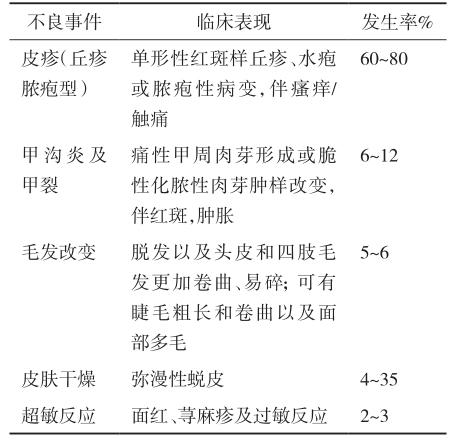 不良事件 临床表现 发生率%
皮疹(丘疹 单形性红斑样丘疹、水疱 60~80
脓疱型) 或脓疱性病变,伴瘙痒/
触痛
甲沟炎及 痛性甲周肉芽形成或脆 6~12
甲裂 性化脓性肉芽肿样改变,
伴红斑,肿胀
毛发改变 脱发以及头皮和四肢毛 5~6
发更加卷曲、易碎; 可有
睫毛粗长和卷曲以及面
部多毛
皮肤干燥 弥漫性蜕皮 4~35
超敏反应 面红、荨麻疹及过敏反应 2~3